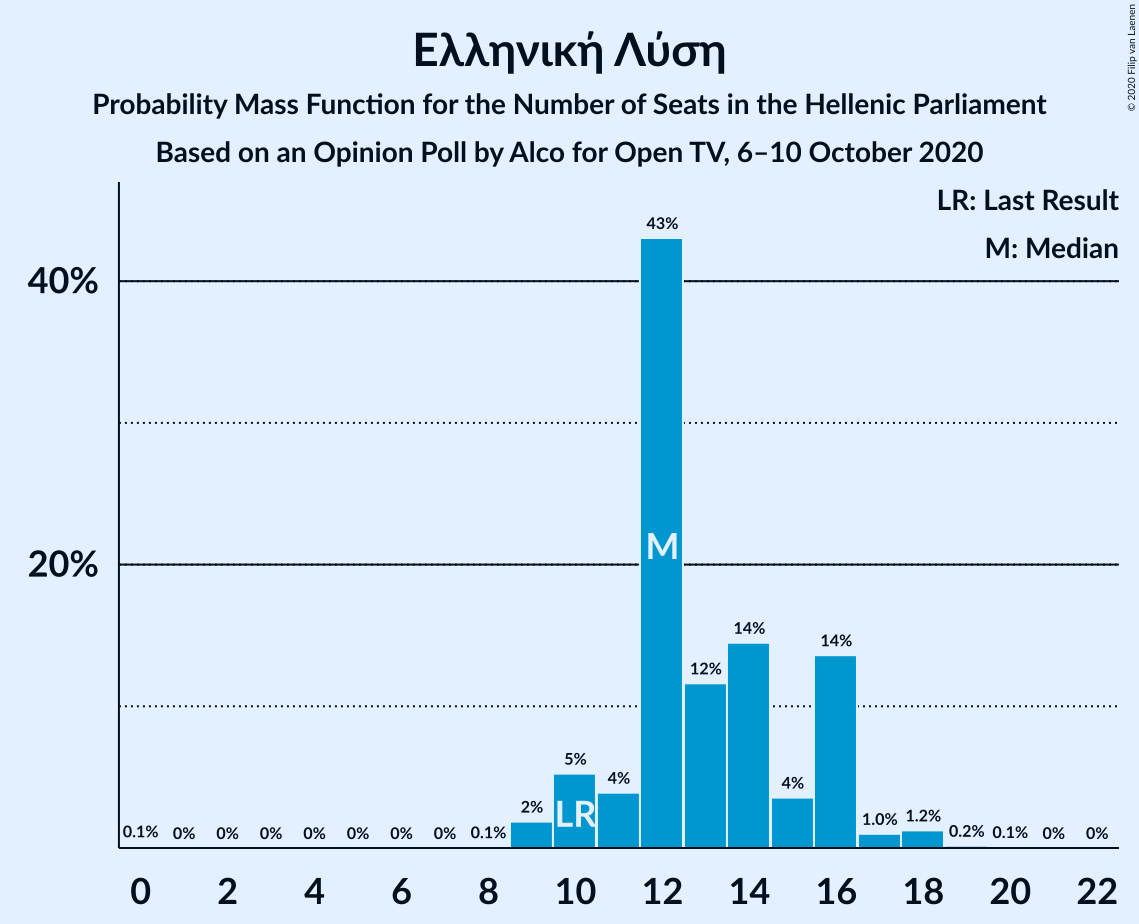 © 2020 Filip van Laenen
Ελληνική Λύση
Probability Mass Function for the Number of Seats in the Hellenic Parliament
Based on an Opinion Poll by Alco for Open TV, 6–10 October 2020
LR: Last Result
M: Median
43%
40%
M
20%
14%
14%
12%
5%
4%
4%
2%
LR
0.1% 0% 0% 0% 0% 0% 0% 0% 0.1% 1.0% 1.2% 0.2% 0.1% 0% 0%
0 2 4 6 8 10 12 14 16 18 20 22